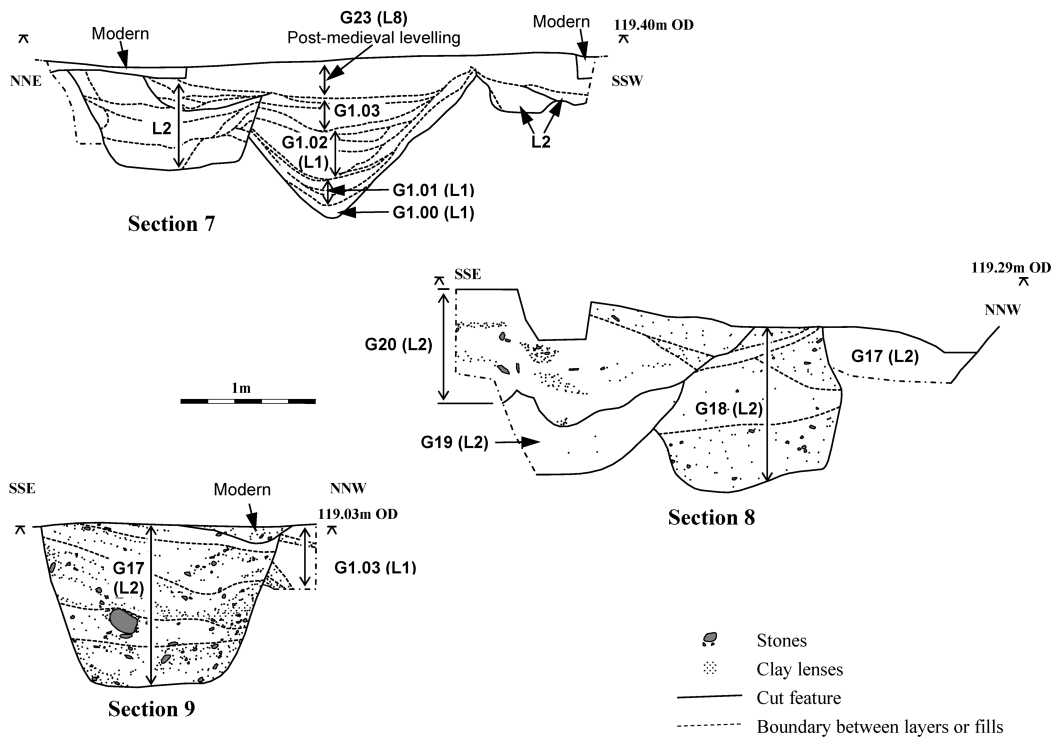 G23 (L8)
Post-medieval levelling
Modern
Modern
119.40m OD
NNE
SSW
G1.03
L2
G1.02
(L1)
L2
G1.01 (L1)
G1.00 (L1)
Section 7
SSE
119.29m OD
NNW
G20 (L2)
G17 (L2)
G18 (L2)
G19 (L2)
Section 8
1m
SSE
Modern
NNW
119.03m OD
G17
(L2)
G1.03 (L1)
Section 9
Stones
Clay lenses
Cut feature
Boundary between layers or fills